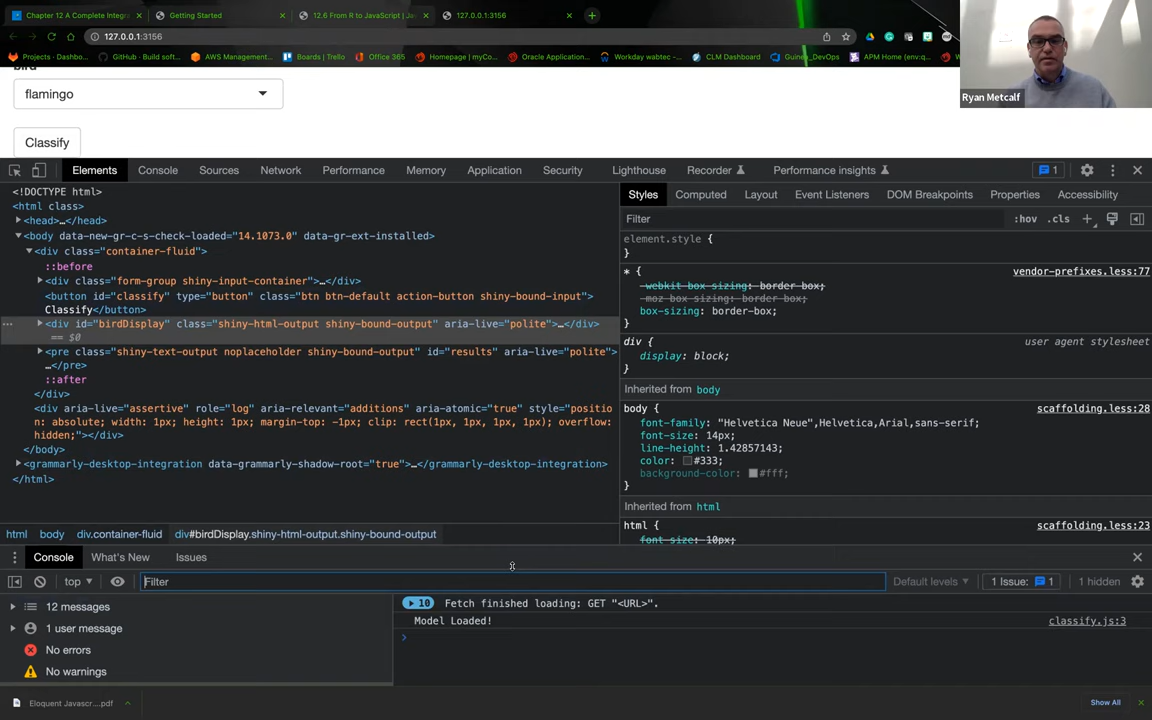 Chapter 12 A Complete Integra
Getting Started
12.6 From R to JavaScript | Ja
127.0.0.1:3156
127.0.0.1:3156
Projects · Dashbo...
GitHub · Build soft...
AWS Management...
Boards | Trello
Office 365
Homepage | myCo...
Oracle Application...
Workday wabtec -...
CLM Dashboard
Guinea_DevOps
APM Home (env:q...
Ryan Metcalf
bird
flamingo
Classify
Elements Console Sources Network Performance Memory Application Security Lighthouse Recorder Performance insights 1
<!DOCTYPE html>
<html class>
<head>…</head>
<body data-new-gr-c-s-check-loaded="14.1073.0" data-gr-ext-installed>
<div class="container-fluid">
::before
<div class="form-group shiny-input-container">…</div>
<button id="classify" type="button" class="btn btn-default action-button shiny-bound-input">
Classify</button>
<div id="birdDisplay" class="shiny-html-output shiny-bound-output" aria-live="polite">…</div>
== $0
<pre class="shiny-text-output noplaceholder shiny-bound-output" id="results" aria-live="polite">
…</pre>
::after
</div>
<div aria-live="assertive" role="log" aria-relevant="additions" aria-atomic="true" style="positio
n: absolute; width: 1px; height: 1px; margin-top: -1px; clip: rect(1px, 1px, 1px, 1px); overflow:
hidden;"></div>
</body>
<grammarly-desktop-integration data-grammarly-shadow-root="true">…</grammarly-desktop-integration>
</html>
html body div.container-fluid div#birdDisplay.shiny-html-output.shiny-bound-output
Styles Computed Layout Event Listeners DOM Breakpoints Properties Accessibility
Filter :hov .cls
element.style {
}
* { vendor-prefixes.less:77
-webkit-box-sizing: border-box;
-moz-box-sizing: border-box;
box-sizing: border-box;
}
div { user agent stylesheet
display: block;
}
Inherited from body
body { scaffolding.less:28
font-family: "Helvetica Neue",Helvetica,Arial,sans-serif;
font-size: 14px;
line-height: 1.42857143;
color: #333;
background-color: #fff;
}
Inherited from html
html { scaffolding.less:23
font-size: 10px;
Console What's New Issues
top Filter Default levels 1 Issue: 1 1 hidden
12 messages
1 user message
No errors
No warnings
10 Fetch finished loading: GET "<URL>".
Model Loaded! classify.js:3
Eloquent Javascr....pdf
Show All